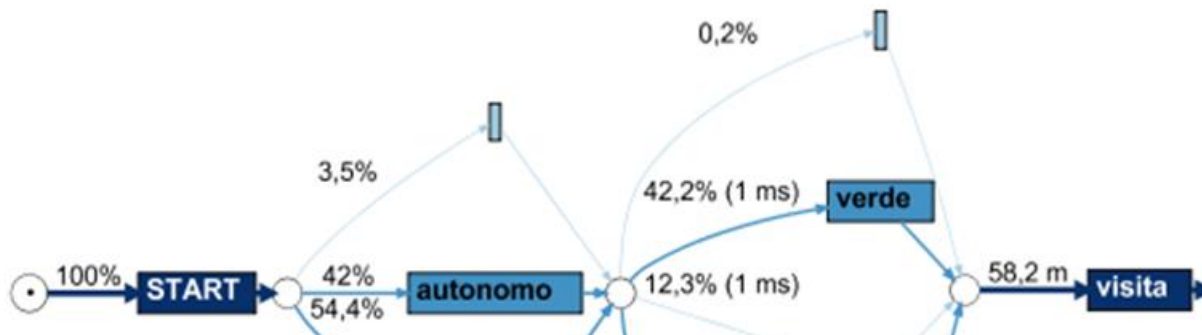 0,2%
3,5%
42,2% (1 ms)
verde
100%
START
42%
54,4%
autonomo
12,3% (1 ms)
58,2 m
visita